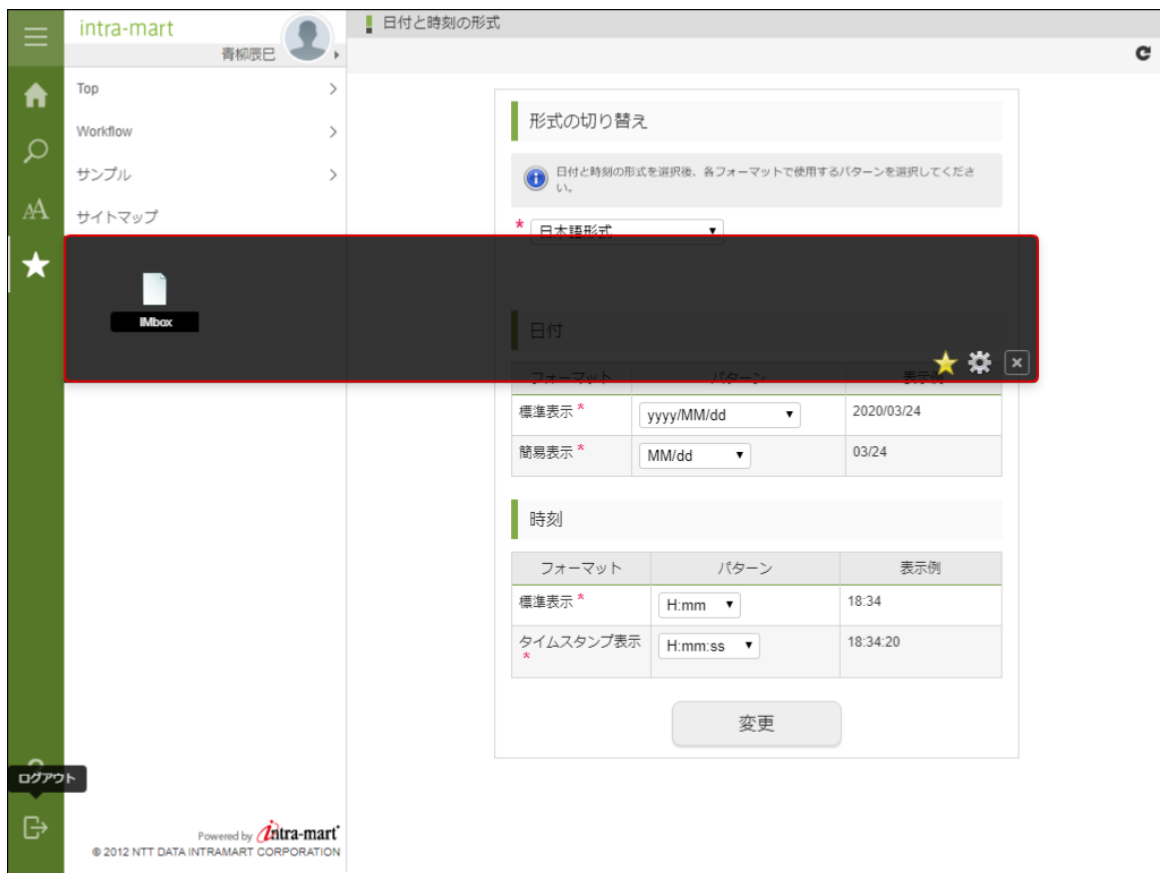 intra-mart
青柳辰巳
Top
Workflow
サンプル
サイトマップ
日付と時刻の形式
形式の切り替え
日付と時刻の形式を選択後、各フォーマットで使用するパターンを選択してくださ
い。
* 日本語形式
IMbox
日付
フォーマット パターン 表示例
標準表示 * yyyy/MM/dd 2020/03/24
簡易表示 * MM/dd 03/24
時刻
フォーマット パターン 表示例
標準表示 * H:mm 18:34
タイムスタンプ表示 H:mm:ss 18:34:20
*
変更
ログアウト
Powered by intra-mart
© 2012 NTT DATA INTRAMART CORPORATION